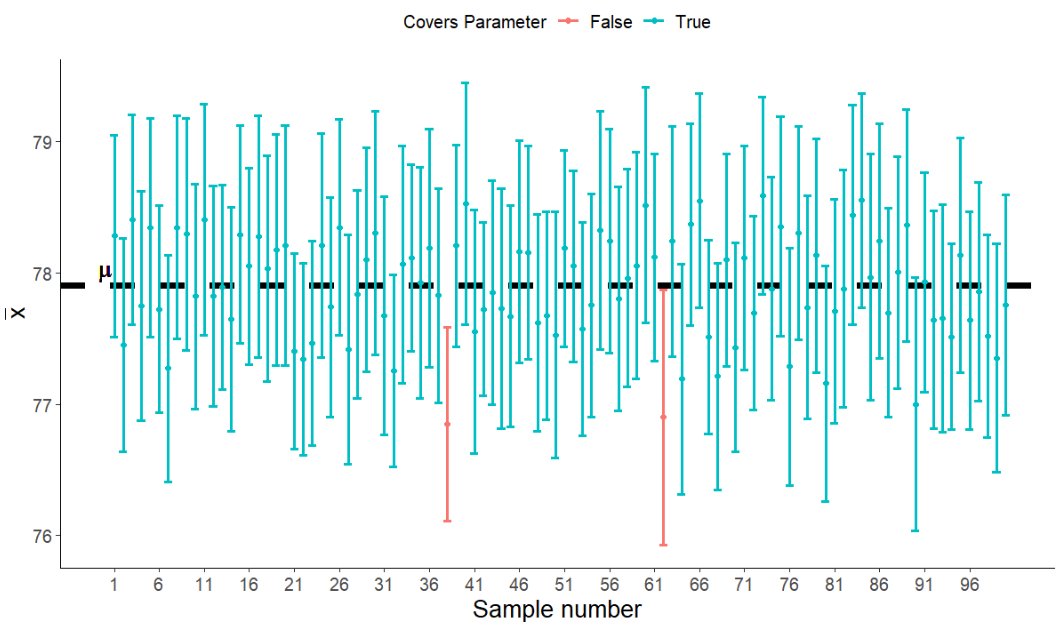 Covers Parameter False True
79
μ
78
x̅
77
76
1 6 11 16 21 26 31 36 41 46 51 56 61 66 71 76 81 86 91 96
Sample number